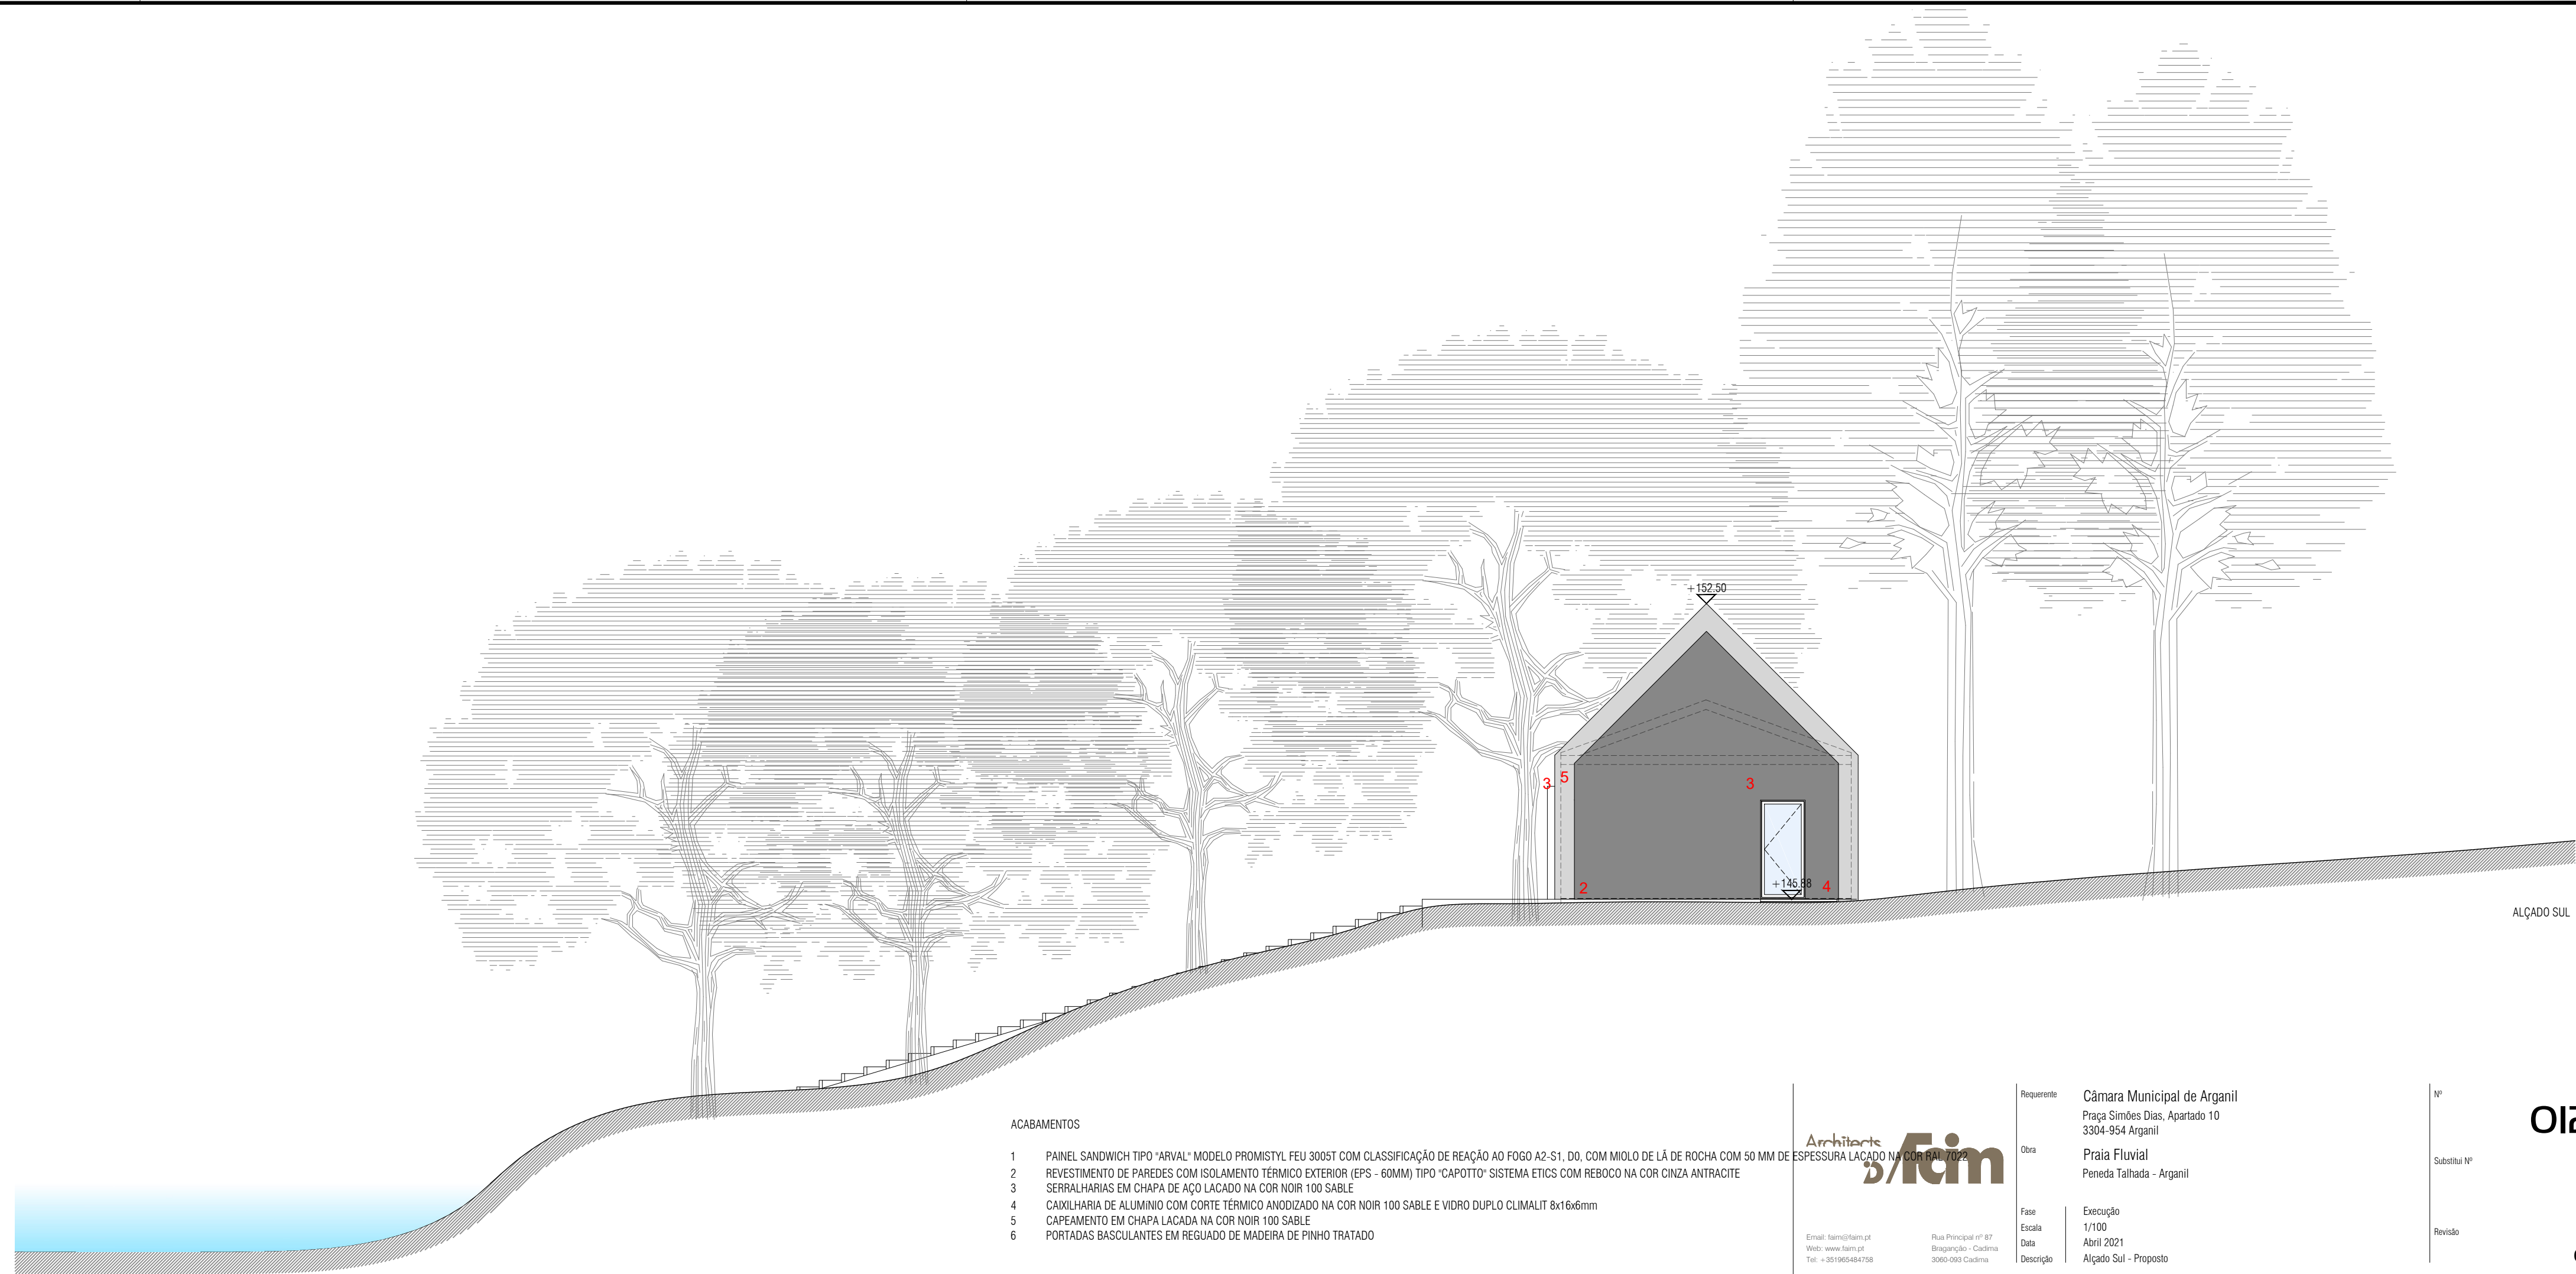 +152.50
3
5
3
2
+145.88
4
ALÇADO SUL
ACABAMENTOS
1 PAINEL SANDWICH TIPO "ARVAL" MODELO PROMISTYL FEU 3005T COM CLASSIFICAÇÃO DE REAÇÃO AO FOGO A2-S1, D0, COM MIOLO DE LÃ DE ROCHA COM 50 MM DE ESPESSURA LACADO NA COR RAL 7022
2 REVESTIMENTO DE PAREDES COM ISOLAMENTO TÉRMICO EXTERIOR (EPS - 60MM) TIPO "CAPOTTO" SISTEMA ETICS COM REBOCO NA COR CINZA ANTRACITE
3 SERRALHARIAS EM CHAPA DE AÇO LACADO NA COR NOIR 100 SABLE
4 CAIXILHARIA DE ALUMíNIO COM CORTE TÉRMICO ANODIZADO NA COR NOIR 100 SABLE E VIDRO DUPLO CLIMALIT 8x16x6mm
5 CAPEAMENTO EM CHAPA LACADA NA COR NOIR 100 SABLE
6 PORTADAS BASCULANTES EM REGUADO DE MADEIRA DE PINHO TRATADO
Architects
Faim
Email: faim@faim.pt
Web: www.faim.pt
Tel: +351965484758
Rua Principal nº 87
Bragançāo - Cadima
3060-093 Cadima
Requerente Câmara Municipal de Arganil
Praça Simões Dias, Apartado 10
3304-954 Arganil
Obra Praia Fluvial
Peneda Talhada - Arganil
Fase Execução
Escala 1/100
Data Abril 2021
Descrição Alçado Sul - Proposto
Nº
Substitui Nº
Revisão